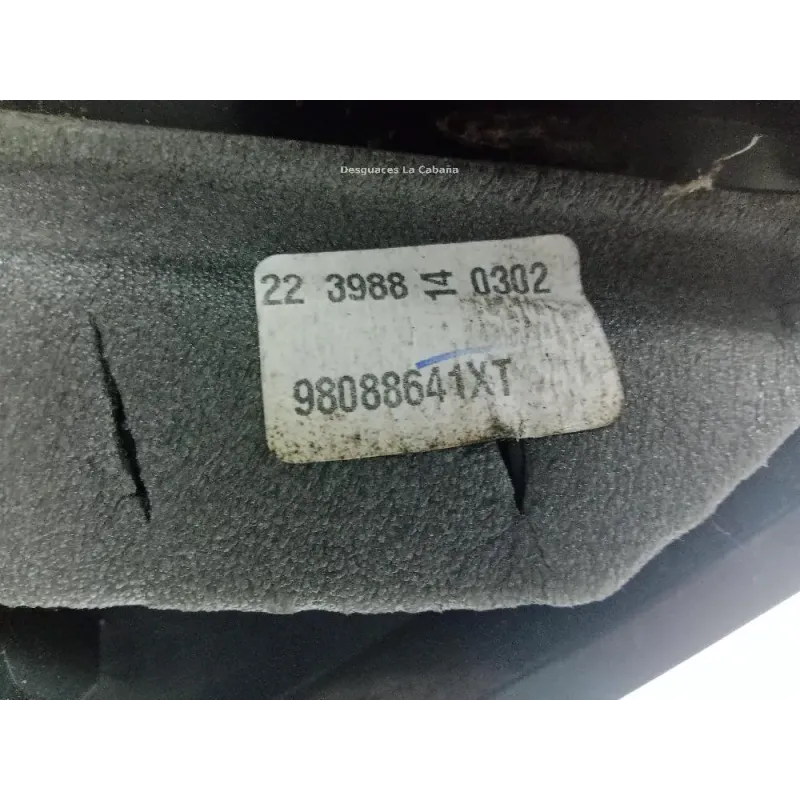 Desguaces La Cabaña
22 3988 14 0302
98088641XT